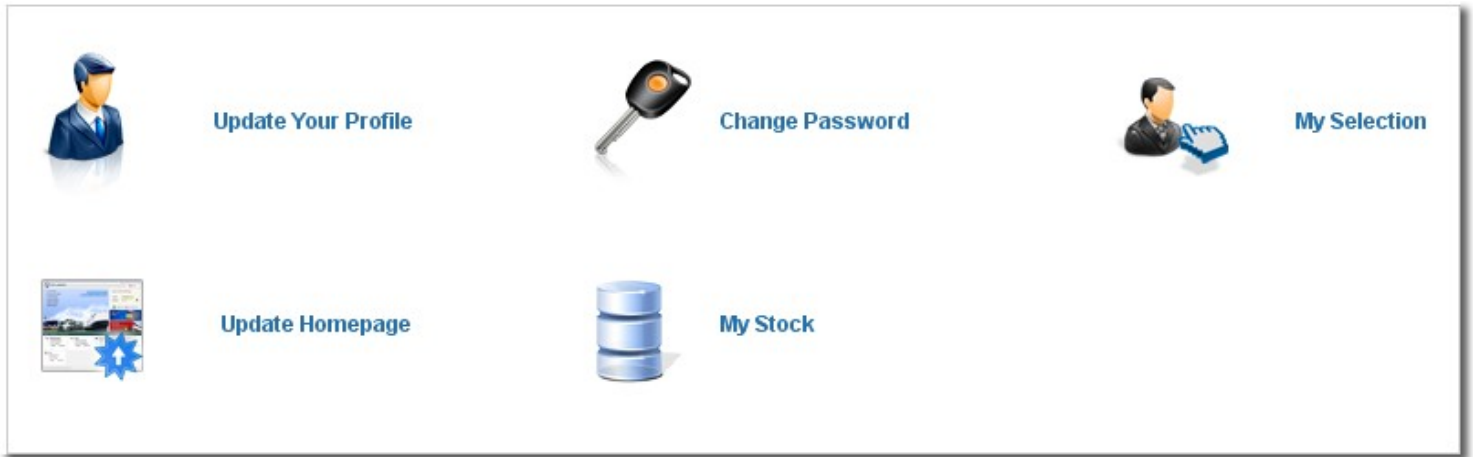 Update Your Profile
Change Password
My Selection
Update Homepage
My Stock